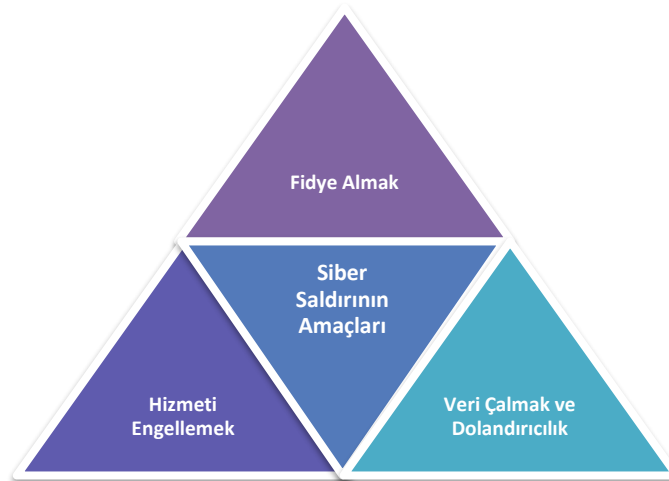 Fidye Almak
Siber
Saldırının
Amaçları
Hizmeti
Engellemek
Veri Çalmak ve
Dolandırıcılık